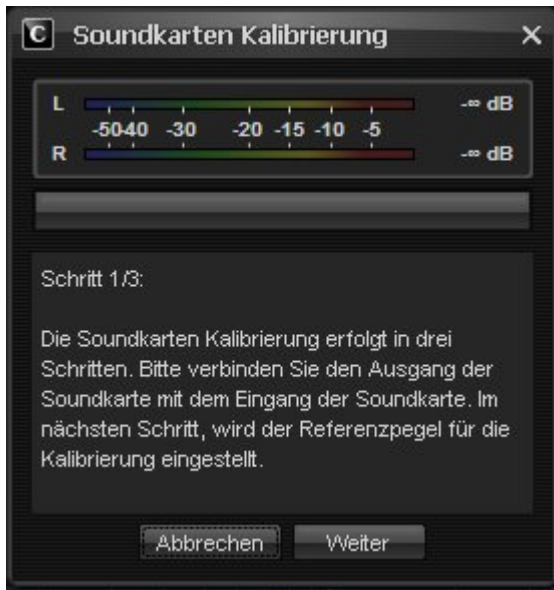 C Soundkarten Kalibrierung
L -∞ dB
-50 -40 -30 -20 -15 -10 -5
R -∞ dB
Schritt 1/3:
Die Soundkarten Kalibrierung erfolgt in drei
Schritten. Bitte verbinden Sie den Ausgang der
Soundkarte mit dem Eingang der Soundkarte. Im
nächsten Schritt, wird der Referenzpegel für die
Kalibrierung eingestellt.
Abbrechen Weiter